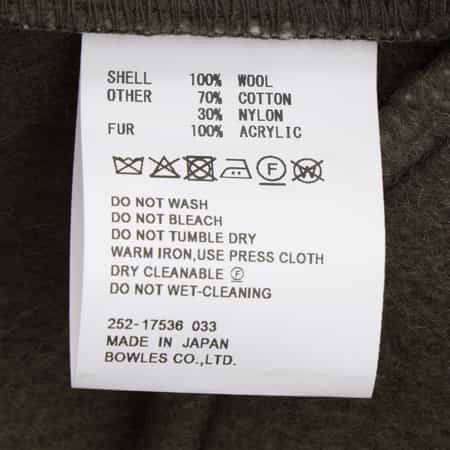 SHELL 100% WOOL
OTHER 70% COTTON
30% NYLON
FUR 100% ACRYLIC
F W
DO NOT WASH
DO NOT BLEACH
DO NOT TUMBLE DRY
WARM IRON,USE PRESS CLOTH
DRY CLEANABLE Ⓕ
DO NOT WET-CLEANING
252-17536 033
MADE IN JAPAN
BOWLES CO.,LTD.